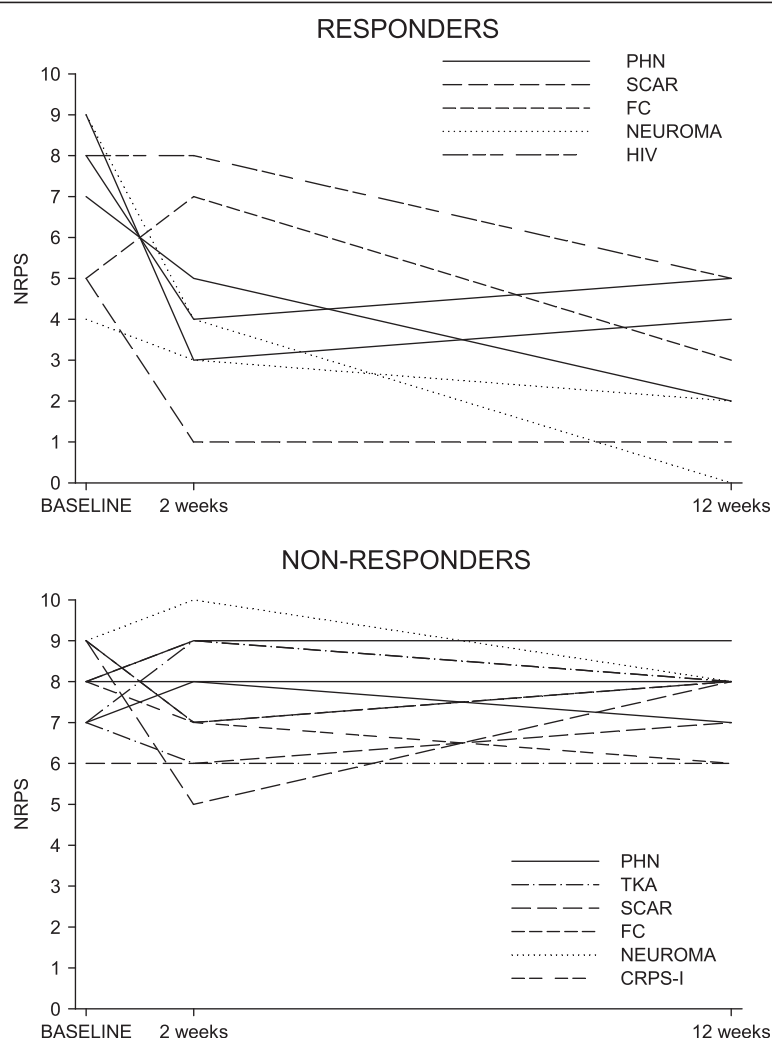 RESPONDERS
PHN
SCAR
FC
NEUROMA
HIV
10
9
8
7
6
5
4
3
2
1
0
NRPS
BASELINE 2 weeks 12 weeks
NON-RESPONDERS
10
9
8
7
6
5
4
3
2
1
0
NRPS
PHN
TKA
SCAR
FC
NEUROMA
CRPS-I
BASELINE 2 weeks 12 weeks